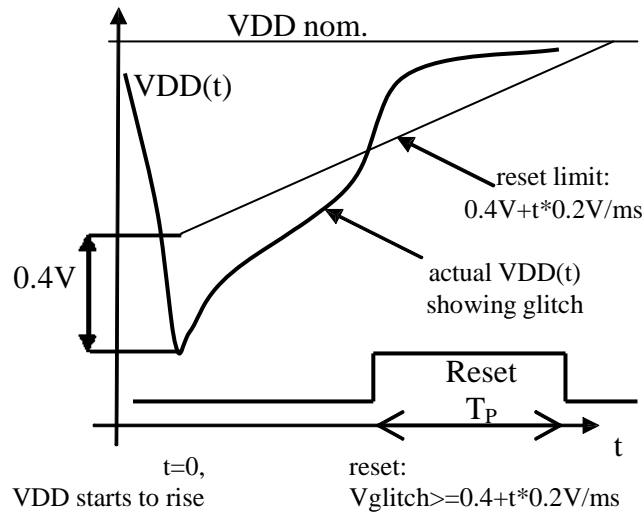 VDD nom.
VDD(t)
reset limit:
0.4V+t*0.2V/ms
0.4V
actual VDD(t)
showing glitch
Reset
TP
t
t=0,
VDD starts to rise
reset:
Vglitch>=0.4+t*0.2V/ms